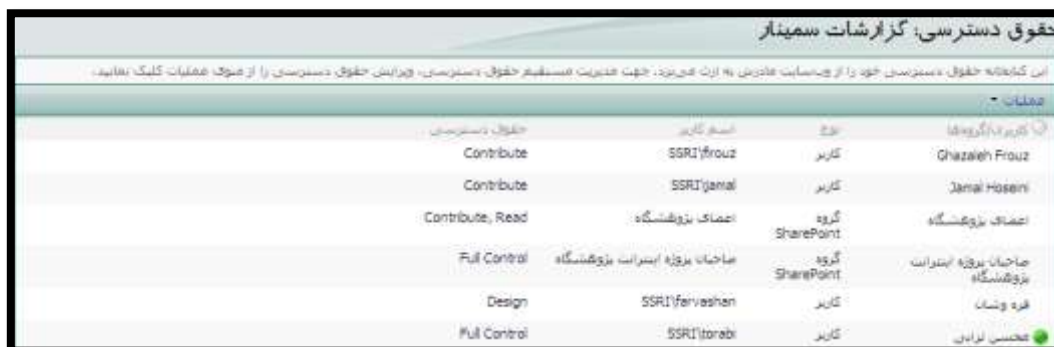 حقوق دسترسی: گزارشات سمینار
این کتابخانه حقوق دسترسی خود را از وب‌سایت مادرش به ارث می‌برد. جهت مدیریت مستقیم حقوق دسترسی، ویرایش حقوق دسترسی را از منوی عملیات کلیک نمایید.
عملیات
کاربران/گروه‌ها نوع اسم کاربر حقوق دسترسی
Ghazaleh Frouz کاربر SSRI\frouz Contribute
Jamal Hoseini کاربر SSRI\jamal Contribute
اعضای پژوهشگاه گروه SharePoint اعضای پژوهشگاه Contribute, Read
صاحبان پروژه اینترانت پژوهشگاه گروه SharePoint صاحبان پروژه اینترانت پژوهشگاه Full Control
قره وشان کاربر SSRI\farvashan Design
محسن ترابی کاربر SSRI\torabi Full Control